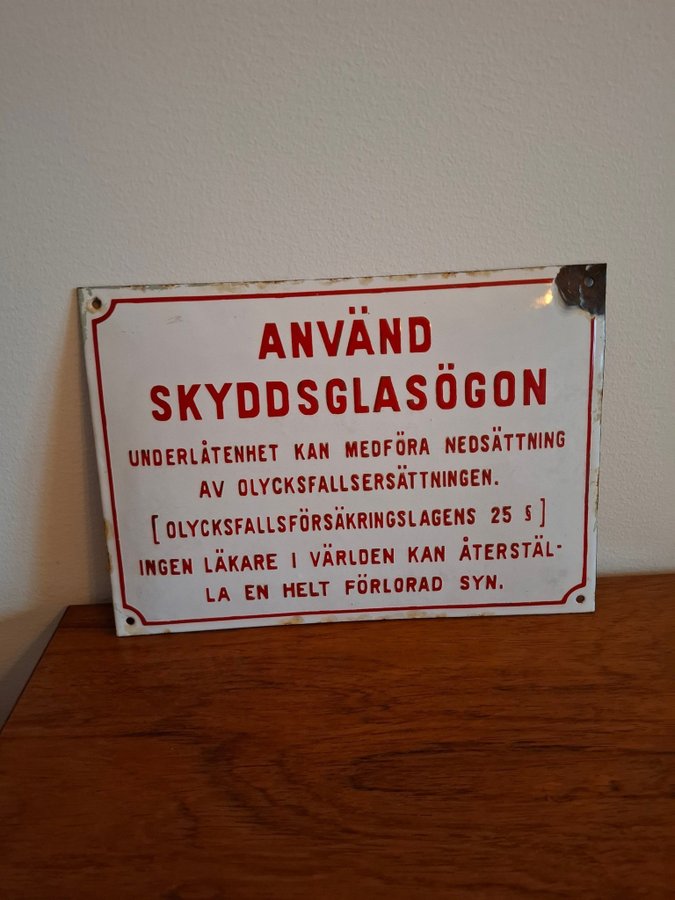 ANVÄND
SKYDDSGLASÖGON
UNDERLÅTENHET KAN MEDFÖRA NEDSÄTTNING
AV OLYCKSFALLSERSÄTTNINGEN.
[OLYCKSFALLSFÖRSÄKRINGSLAGENS 25 §]
INGEN LÄKARE I VÄRLDEN KAN ÅTERSTÄL-
LA EN HELT FÖRLORAD SYN.